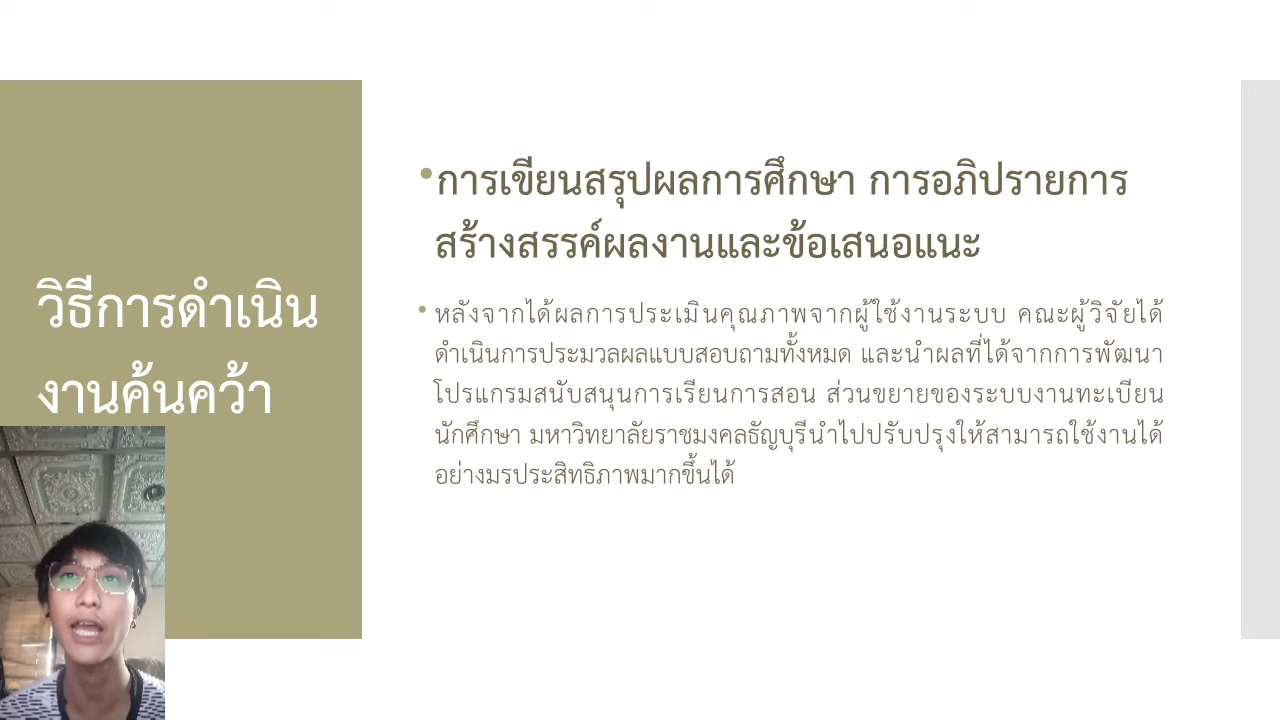 วิธีการดำเนิน
งานค้นคว้า
•การเขียนสรุปผลการศึกษา การอภิปรายการ
สร้างสรรค์ผลงานและข้อเสนอแนะ
• หลังจากได้ผลการประเมินคุณภาพจากผู้ใช้งานระบบ คณะผู้วิจัยได้
ดำเนินการประมวลผลแบบสอบถามทั้งหมด และนำผลที่ได้จากการพัฒนา
โปรแกรมสนับสนุนการเรียนการสอน ส่วนขยายของระบบงานทะเบียน
นักศึกษา มหาวิทยาลัยราชมงคลธัญบุรีนำไปปรับปรุงให้สามารถใช้งานได้
อย่างมรประสิทธิภาพมากขึ้นได้